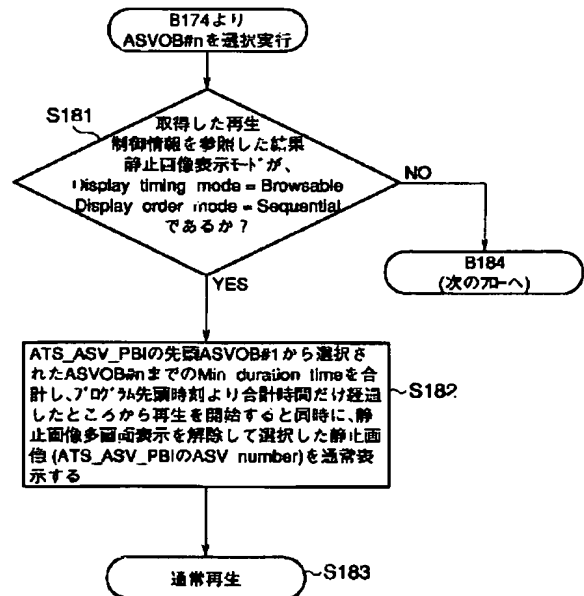 B174より
ASVOB#nを選択実行
S181
取得した再生
制御情報を参照した結果
静止画像表示モードが、
Display timing mode = Browsable
Display order mode = Sequential
であるか？
NO
B184
(次のフローへ)
YES
ATS_ASV_PBIの先頭ASVOB#1から選択さ
れたASVOB#nまでのMin duration timeを合
計し、プログラム先頭時刻より合計時間だけ経過
したところから再生を開始すると同時に、静
止画像多画面表示を解除して選択した静止画
像 (ATS_ASV_PBIのASV number)を通常表
示する
S182
通常再生
S183